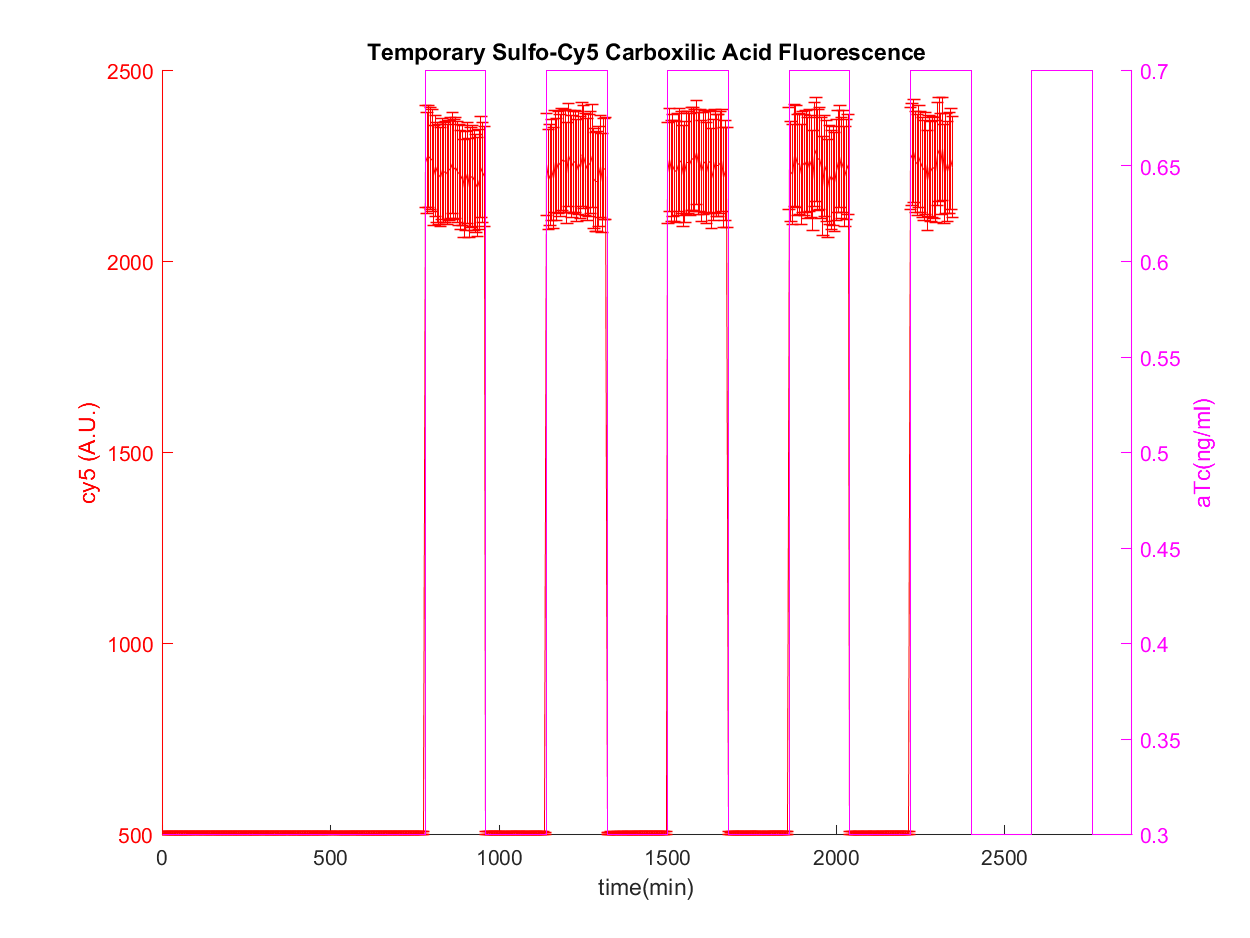 Temporary Sulfo-Cy5 Carboxilic Acid Fluorescence
2500
2000
1500
1000
500
cy5 (A.U.)
0.7
0.65
0.6
0.55
0.5
0.45
0.4
0.35
0.3
aTc(ng/ml)
0 500 1000 1500 2000 2500
time(min)